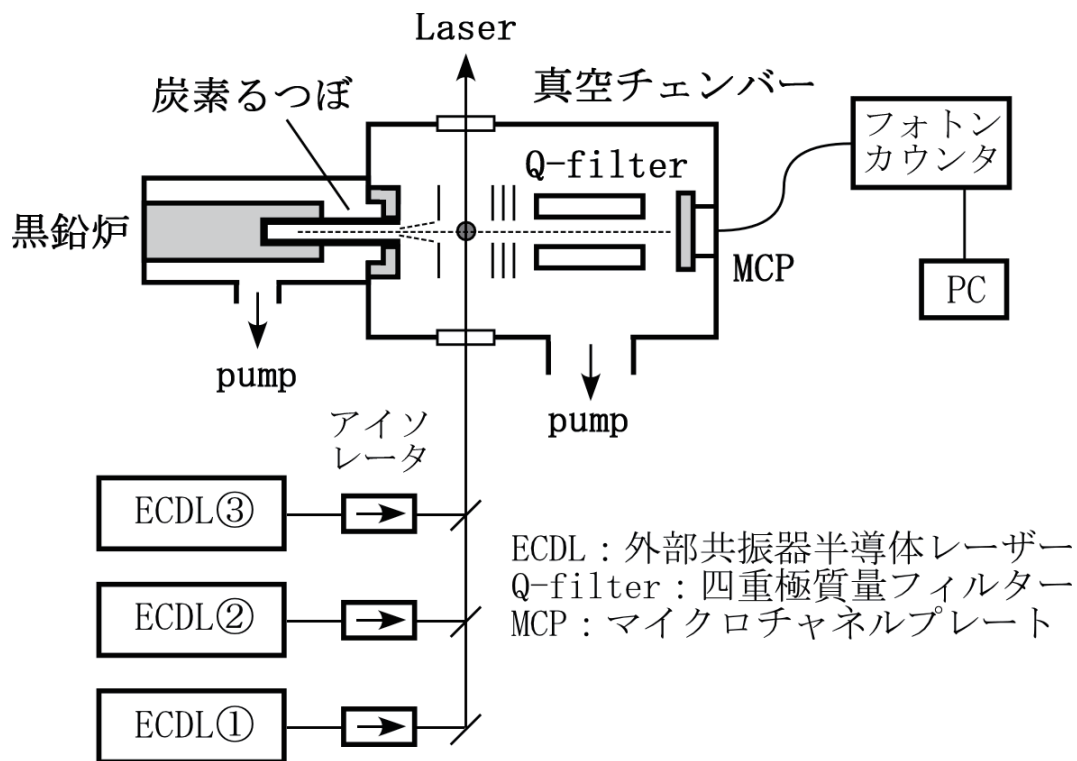 Laser
炭素るつぼ
真空チェンバー
フォトン
カウンタ
Q-filter
黒鉛炉
MCP
PC
pump
pump
アイソ
レータ
ECDL③
ECDL②
ECDL①
ECDL：外部共振器半導体レーザー
Q-filter：四重極質量フィルター
MCP：マイクロチャネルプレート